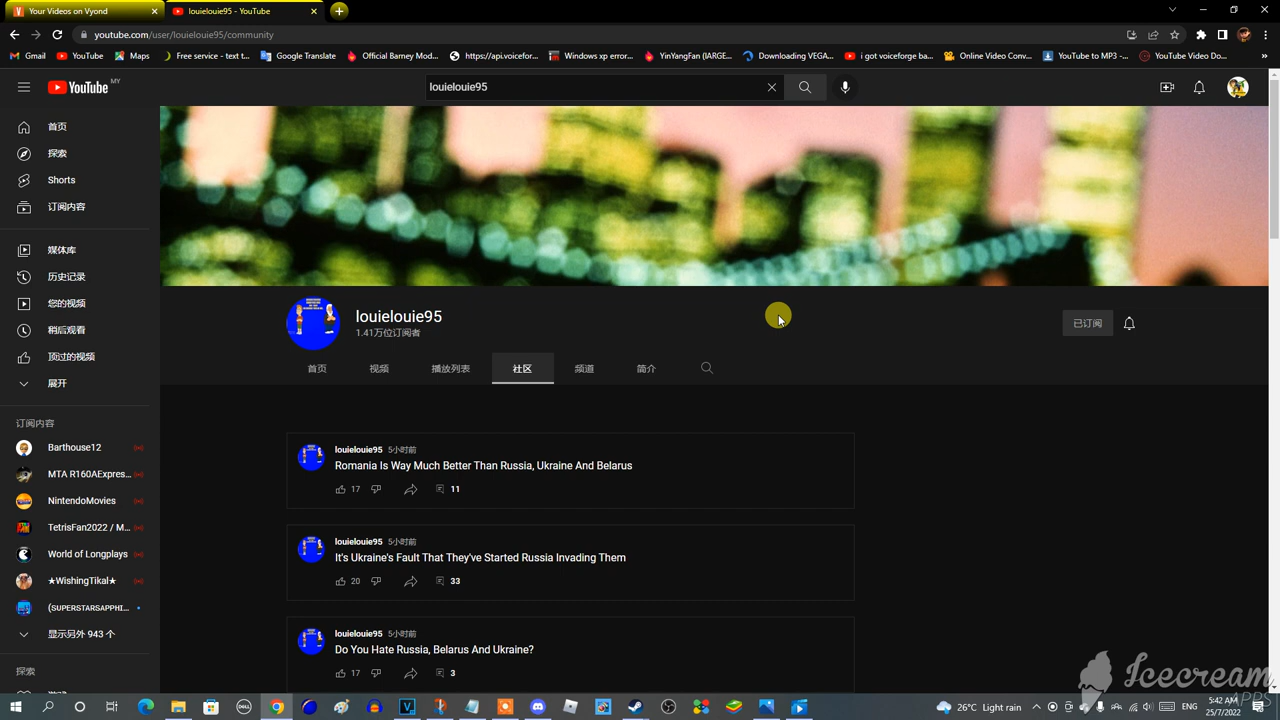 Your Videos on Vyond
louielouie95 - YouTube
youtube.com/user/louielouie95/community
Gmail
YouTube
Maps
Free service - text t...
Google Translate
Official Barney Mod...
https://api.voicefor...
Windows xp error...
YinYangFan (lARGE...
Downloading VEGA...
i got voiceforge ba...
Online Video Conv...
YouTube to MP3 -...
YouTube Video Do...
YouTube MY
louielouie95
首页
探索
Shorts
订阅内容
媒体库
历史记录
您的视频
稍后观看
顶过的视频
展开
订阅内容
Barthouse12
MTA R160AExpres...
NintendoMovies
TetrisFan2022 / M...
World of Longplays
★WishingTikal★
(SUPERSTARSAPPHI...
显示另外 943 个
探索
louielouie95
1.41万位订阅者
已订阅
首页
视频
播放列表
社区
频道
简介
louielouie95 5小时前
Romania Is Way Much Better Than Russia, Ukraine And Belarus
17
11
louielouie95 5小时前
It's Ukraine's Fault That They've Started Russia Invading Them
20
33
louielouie95 5小时前
Do You Hate Russia, Belarus And Ukraine?
17
3
Icecream
APPS
DELL
26°C Light rain
5:42 AM
25/7/2022